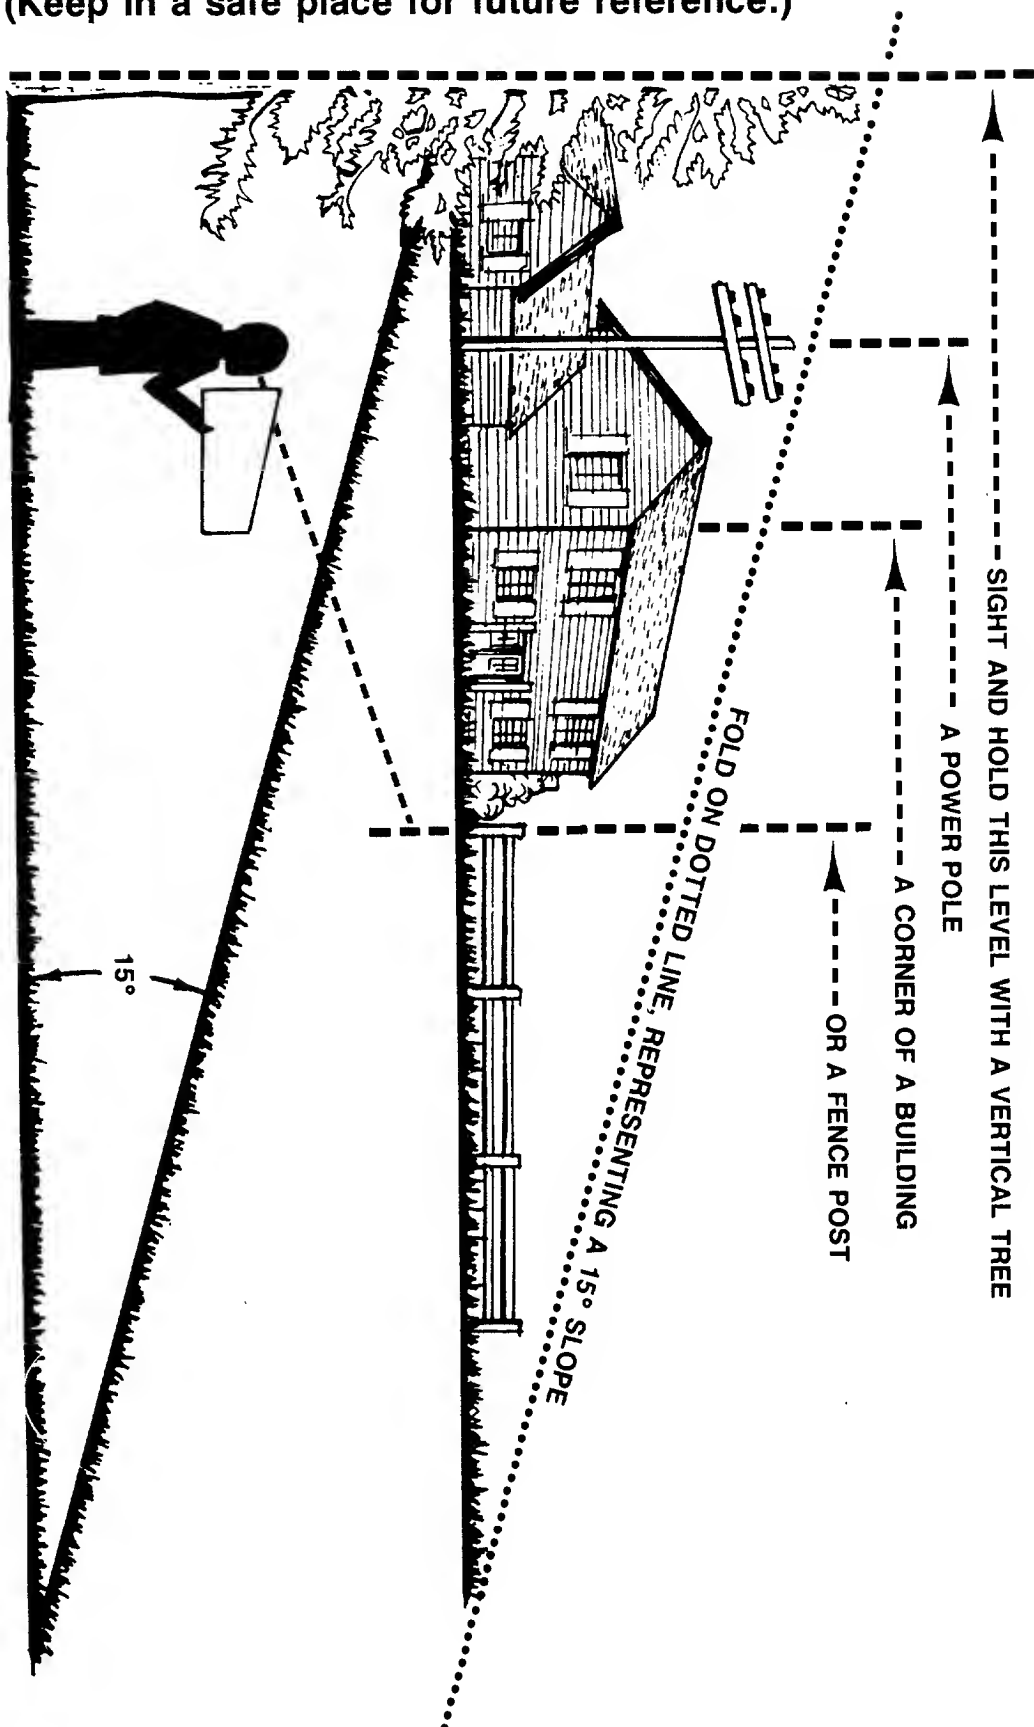 (Keep in a safe place for future reference.)
SIGHT AND HOLD THIS LEVEL WITH A VERTICAL TREE
A POWER POLE
A CORNER OF A BUILDING
OR A FENCE POST
FOLD ON DOTTED LINE, REPRESENTING A 15° SLOPE
15°